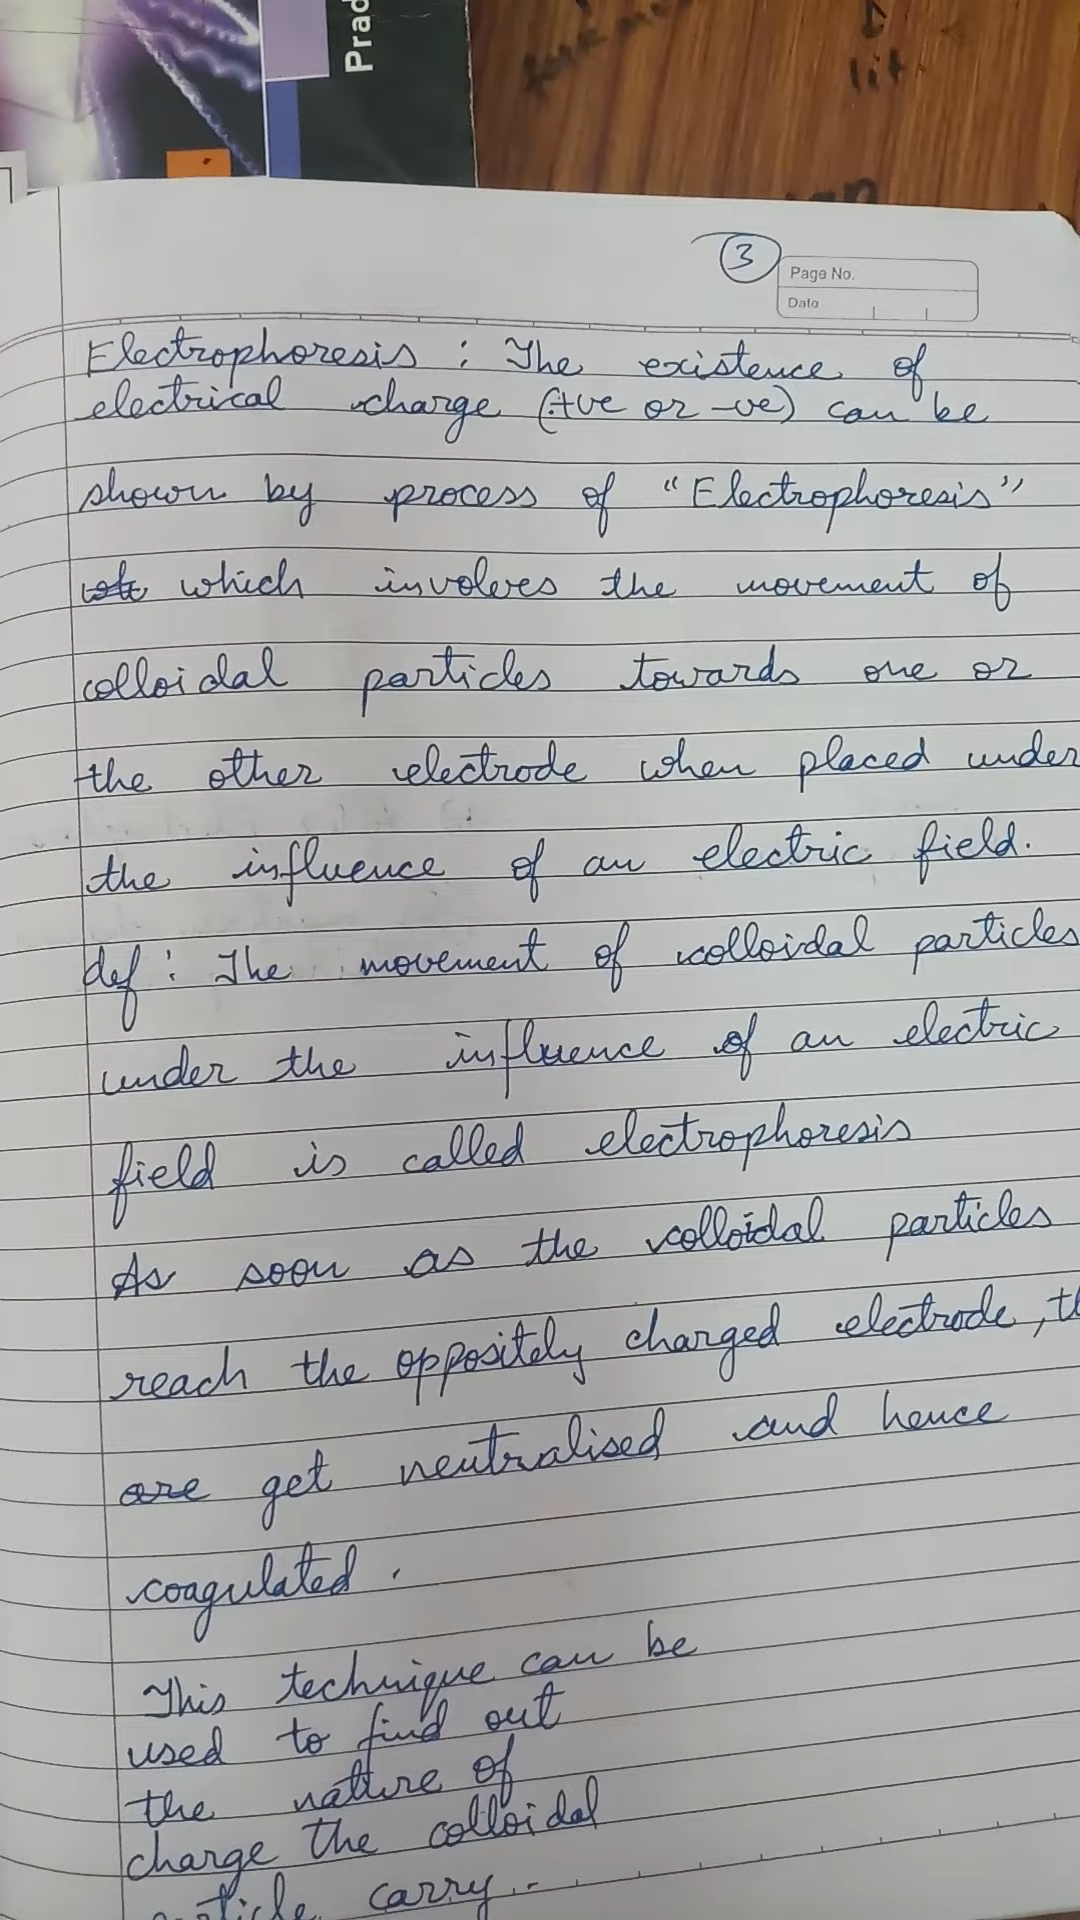 Prad
lit
3
Page No.
Date
Electrophoresis : The existence of
electrical charge (+ve or -ve) can be
shown by process of "Electrophoresis"
which involves the movement of
colloidal particles towards one or
the other electrode when placed under
the influence of an electric field.
def : The movement of colloidal particles
under the influence of an electric
field is called electrophoresis
As soon as the colloidal particles
reach the oppositely charged electrode,
are get neutralised and hence
coagulated.
This technique can be
used to find out
the nature of
charge the colloidal
carry.